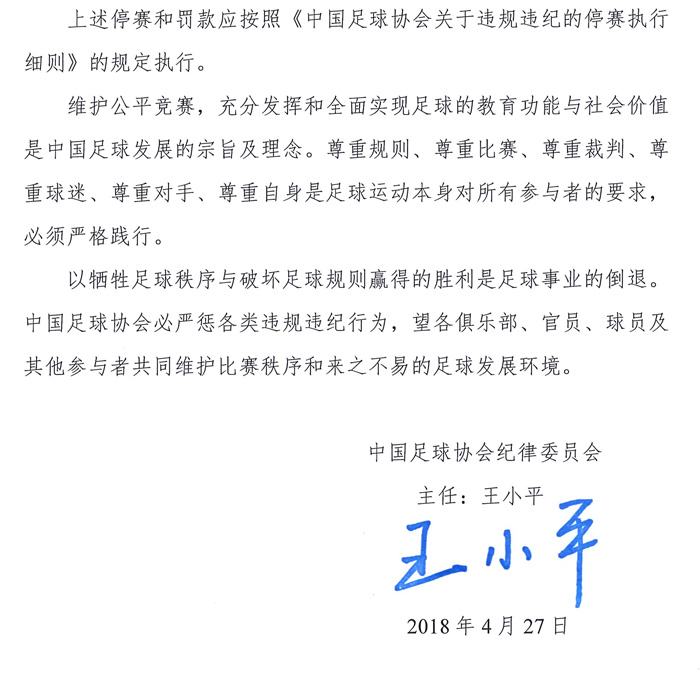 上述停赛和罚款应按照《中国足球协会关于违规违纪的停赛执行
细则》的规定执行。
维护公平竞赛，充分发挥和全面实现足球的教育功能与社会价值
是中国足球发展的宗旨及理念。尊重规则、尊重比赛、尊重裁判、尊
重球迷、尊重对手、尊重自身是足球运动本身对所有参与者的要求，
必须严格践行。
以牺牲足球秩序与破坏足球规则赢得的胜利是足球事业的倒退。
中国足球协会必严惩各类违规违纪行为，望各俱乐部、官员、球员及
其他参与者共同维护比赛秩序和来之不易的足球发展环境。
中国足球协会纪律委员会
主任：王小平
王小平
2018 年 4 月 27 日